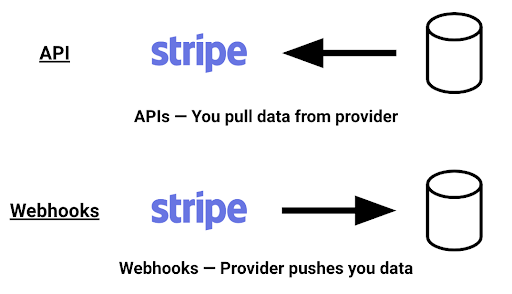 API
stripe
APIs — You pull data from provider
Webhooks
stripe
Webhooks — Provider pushes you data